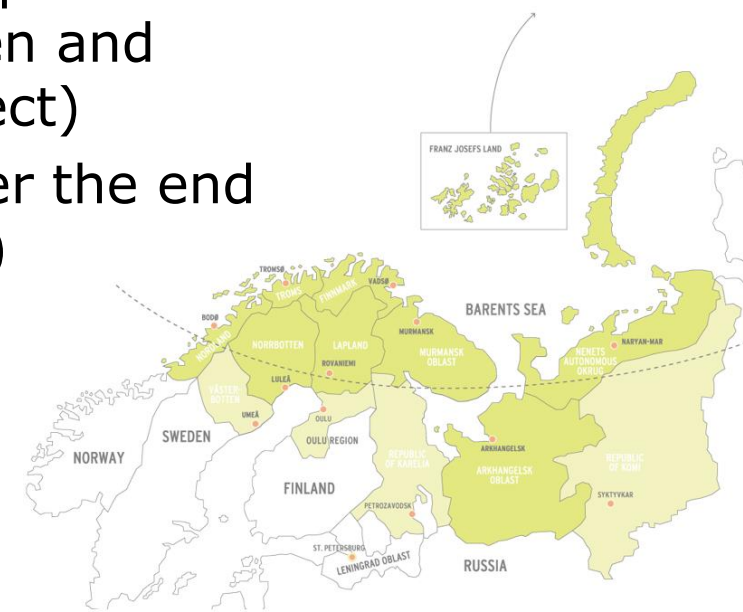 en and
ect)
er the end
)
FRANZ JOSEFS LAND
TROMSØ
TROMS
FINNMARK
VADSØ
BARENTS SEA
BODØ
NORDLAND
MURMANSK
NARYAN-MAR
NORRBOTTEN
LAPLAND
MURMANSK
OBLAST
NENETS
AUTONOMOUS
OKRUG
ROVANIEMI
LULEÅ
VÄSTER-
BOTTEN
UMEÅ
OULU
SWEDEN
OULU REGION
ARKHANGELSK
NORWAY
REPUBLIC
OF KARELIA
ARKHANGELSK
OBLAST
REPUBLIC
OF KOMI
FINLAND
SYKTYVKAR
PETROZAVODSK
ST. PETERSBURG
LENINGRAD OBLAST
RUSSIA